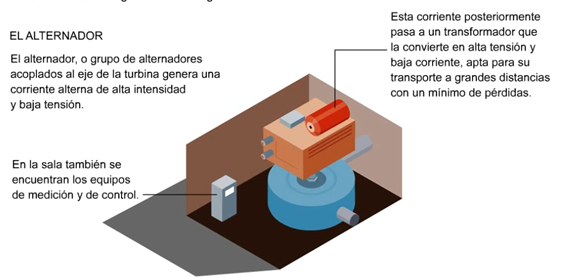 EL ALTERNADOR
El alternador, o grupo de alternadores
acoplados al eje de la turbina genera una
corriente alterna de alta intensidad
y baja tensión.
Esta corriente posteriormente
pasa a un transformador que
la convierte en alta tensión y
baja corriente, apta para su
transporte a grandes distancias
con un mínimo de pérdidas.
En la sala también se
encuentran los equipos
de medición y de control.